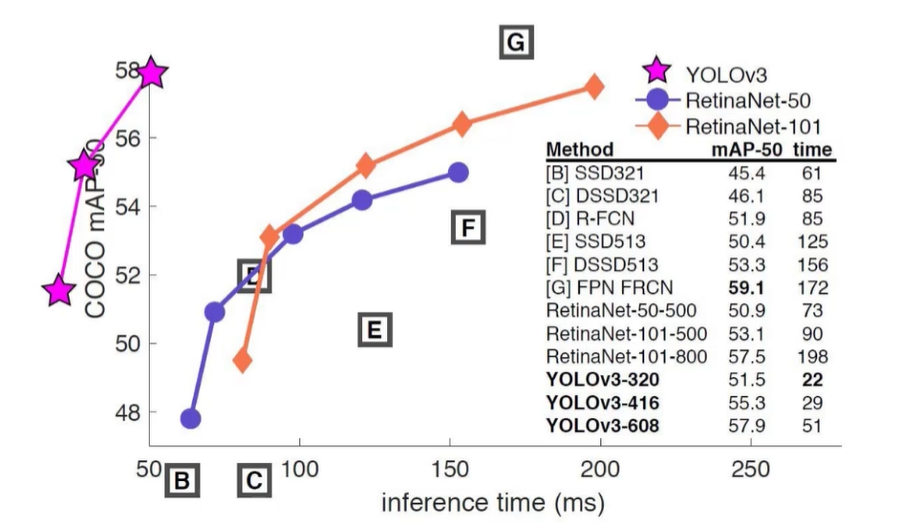 G
58
56
54
52
50
48
COCO mAP-50
D
E
F
B
C
50
100
150
200
250
inference time (ms)
YOLOv3
RetinaNet-50
RetinaNet-101
Method mAP-50 time
[B] SSD321 45.4 61
[C] DSSD321 46.1 85
[D] R-FCN 51.9 85
[E] SSD513 50.4 125
[F] DSSD513 53.3 156
[G] FPN FRCN 59.1 172
RetinaNet-50-500 50.9 73
RetinaNet-101-500 53.1 90
RetinaNet-101-800 57.5 198
YOLOv3-320 51.5 22
YOLOv3-416 55.3 29
YOLOv3-608 57.9 51